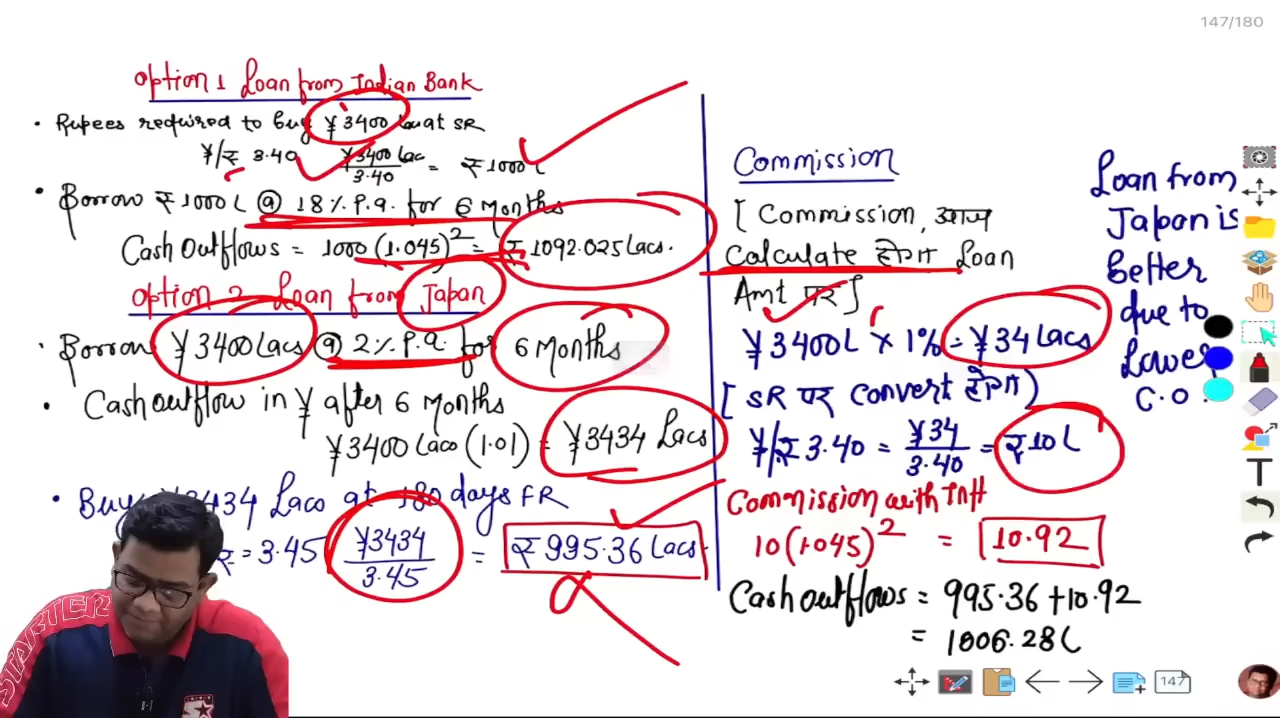 147/180
Option 1 Loan from Indian Bank
• Rupees required to buy ¥3400 Lac at SR
¥/₹ 3.40 ¥3400 Lac / 3.40 = ₹1000L
• Borrow ₹1000L @ 18% P.a. for 6 Months
Cash Outflows = 1000 (1.045)² = ₹1092.025 Lacs.
Option 2 Loan from Japan
• Borrow ¥3400 Lacs @ 2% P.a. for 6 Months
• Cash outflow in ¥ after 6 Months
¥3400 Lacs (1.01) = ¥3434 Lacs
• Buy ¥3434 Lacs at 180 days FR
= 3.45 ¥3434 / 3.45 = ₹995.36 Lacs.
Commission
[ Commission, आज
Calculate होगा Loan
Amt पर ]
¥3400L × 1% = ¥34 Lacs
[ SR पर Convert होगा )
¥/₹ 3.40 = ¥34 / 3.40 = ₹10L
Commission with Int
10 (1.045)² = 10.92
Cash outflows = 995.36 + 10.92
= 1006.28L
Loan from
Japan is
better
due to
Lower
C.O.
T
147
STARTER